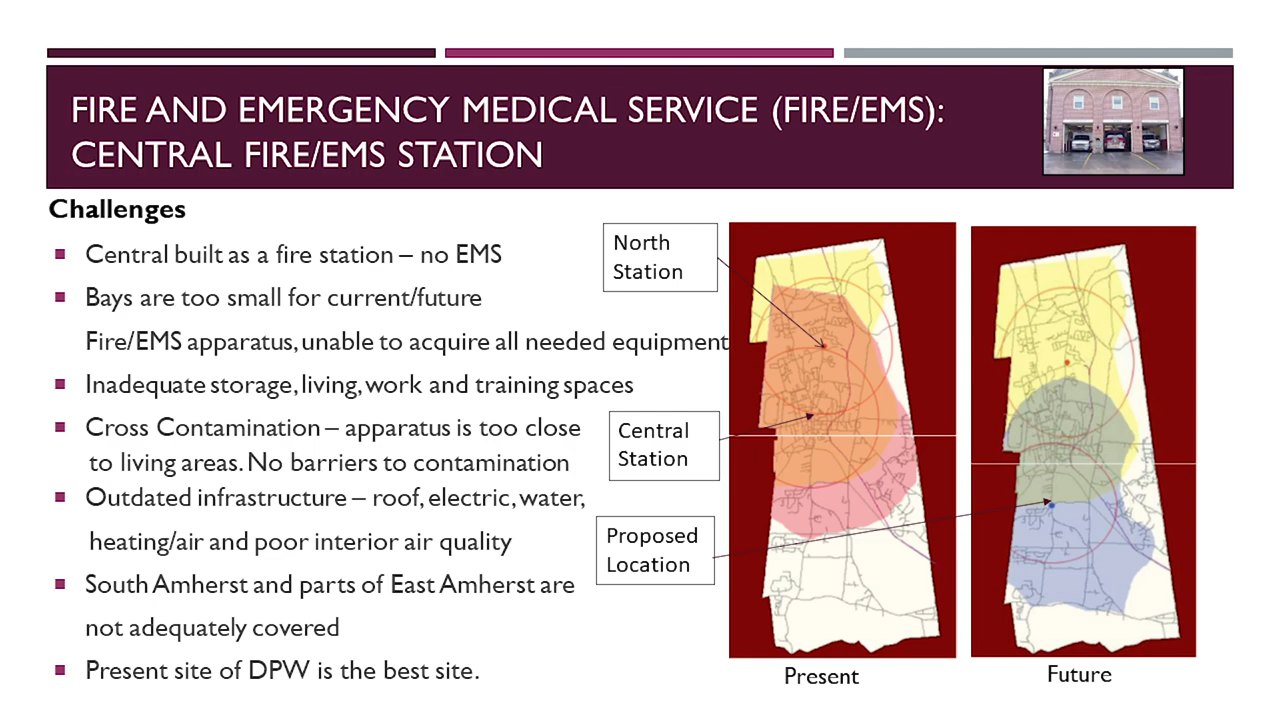 FIRE AND EMERGENCY MEDICAL SERVICE (FIRE/EMS):
CENTRAL FIRE/EMS STATION
Challenges
Central built as a fire station – no EMS
Bays are too small for current/future
Fire/EMS apparatus, unable to acquire all needed equipment
Inadequate storage, living, work and training spaces
Cross Contamination – apparatus is too close
to living areas. No barriers to contamination
Outdated infrastructure – roof, electric, water,
heating/air and poor interior air quality
South Amherst and parts of East Amherst are
not adequately covered
Present site of DPW is the best site.
North
Station
Central
Station
Proposed
Location
Present
Future